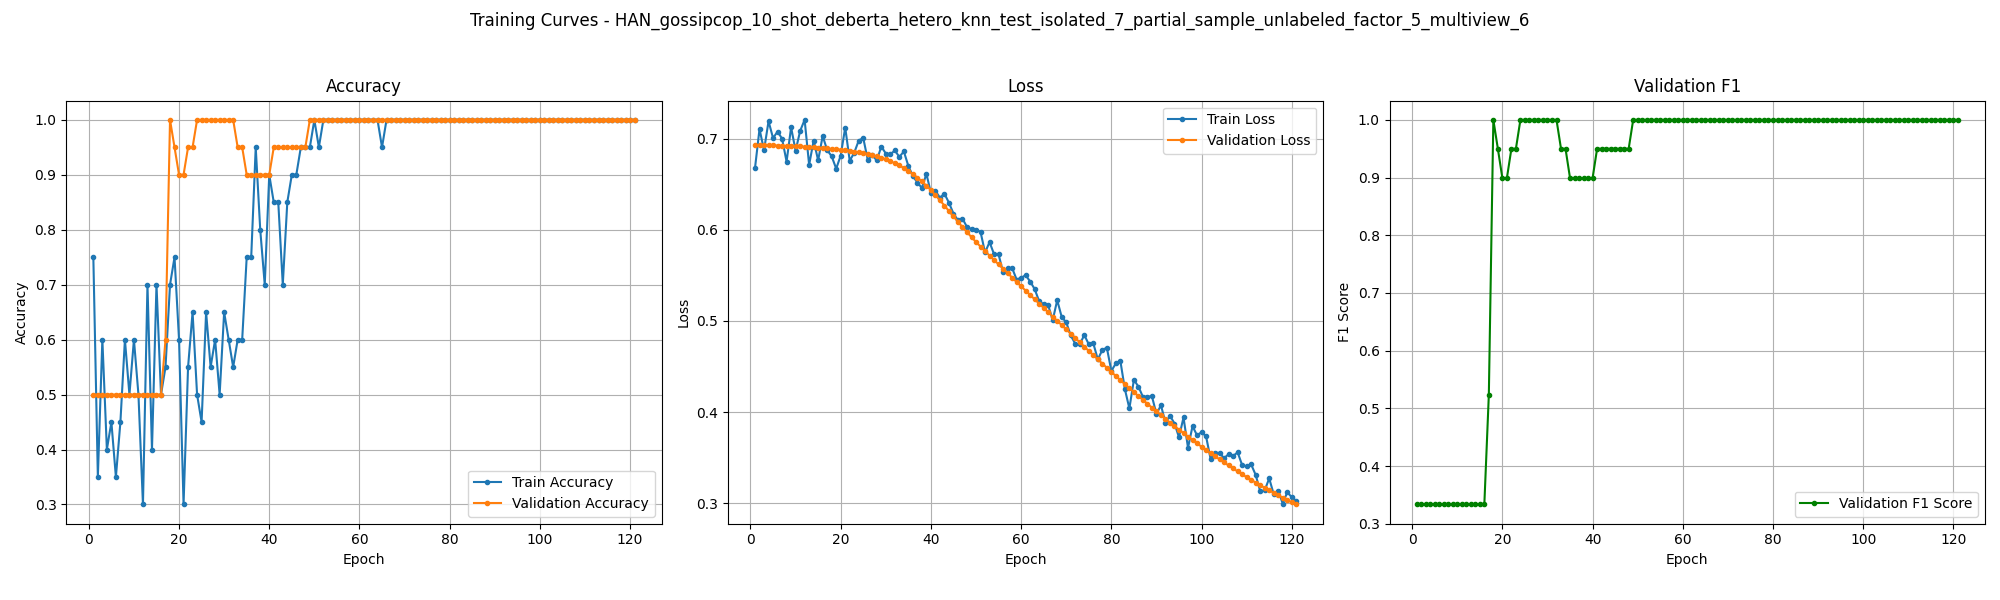 Training Curves - HAN_gossipcop_10_shot_deberta_hetero_knn_test_isolated_7_partial_sample_unlabeled_factor_5_multiview_6
Accuracy
1.0
0.9
0.8
0.7
0.6
0.5
0.4
0.3
Accuracy
0
20
40
60
80
100
120
Epoch
Train Accuracy
Validation Accuracy
Loss
0.7
0.6
0.5
0.4
0.3
Loss
0
20
40
60
80
100
120
Epoch
Train Loss
Validation Loss
Validation F1
1.0
0.9
0.8
0.7
0.6
0.5
0.4
0.3
F1 Score
0
20
40
60
80
100
120
Epoch
Validation F1 Score